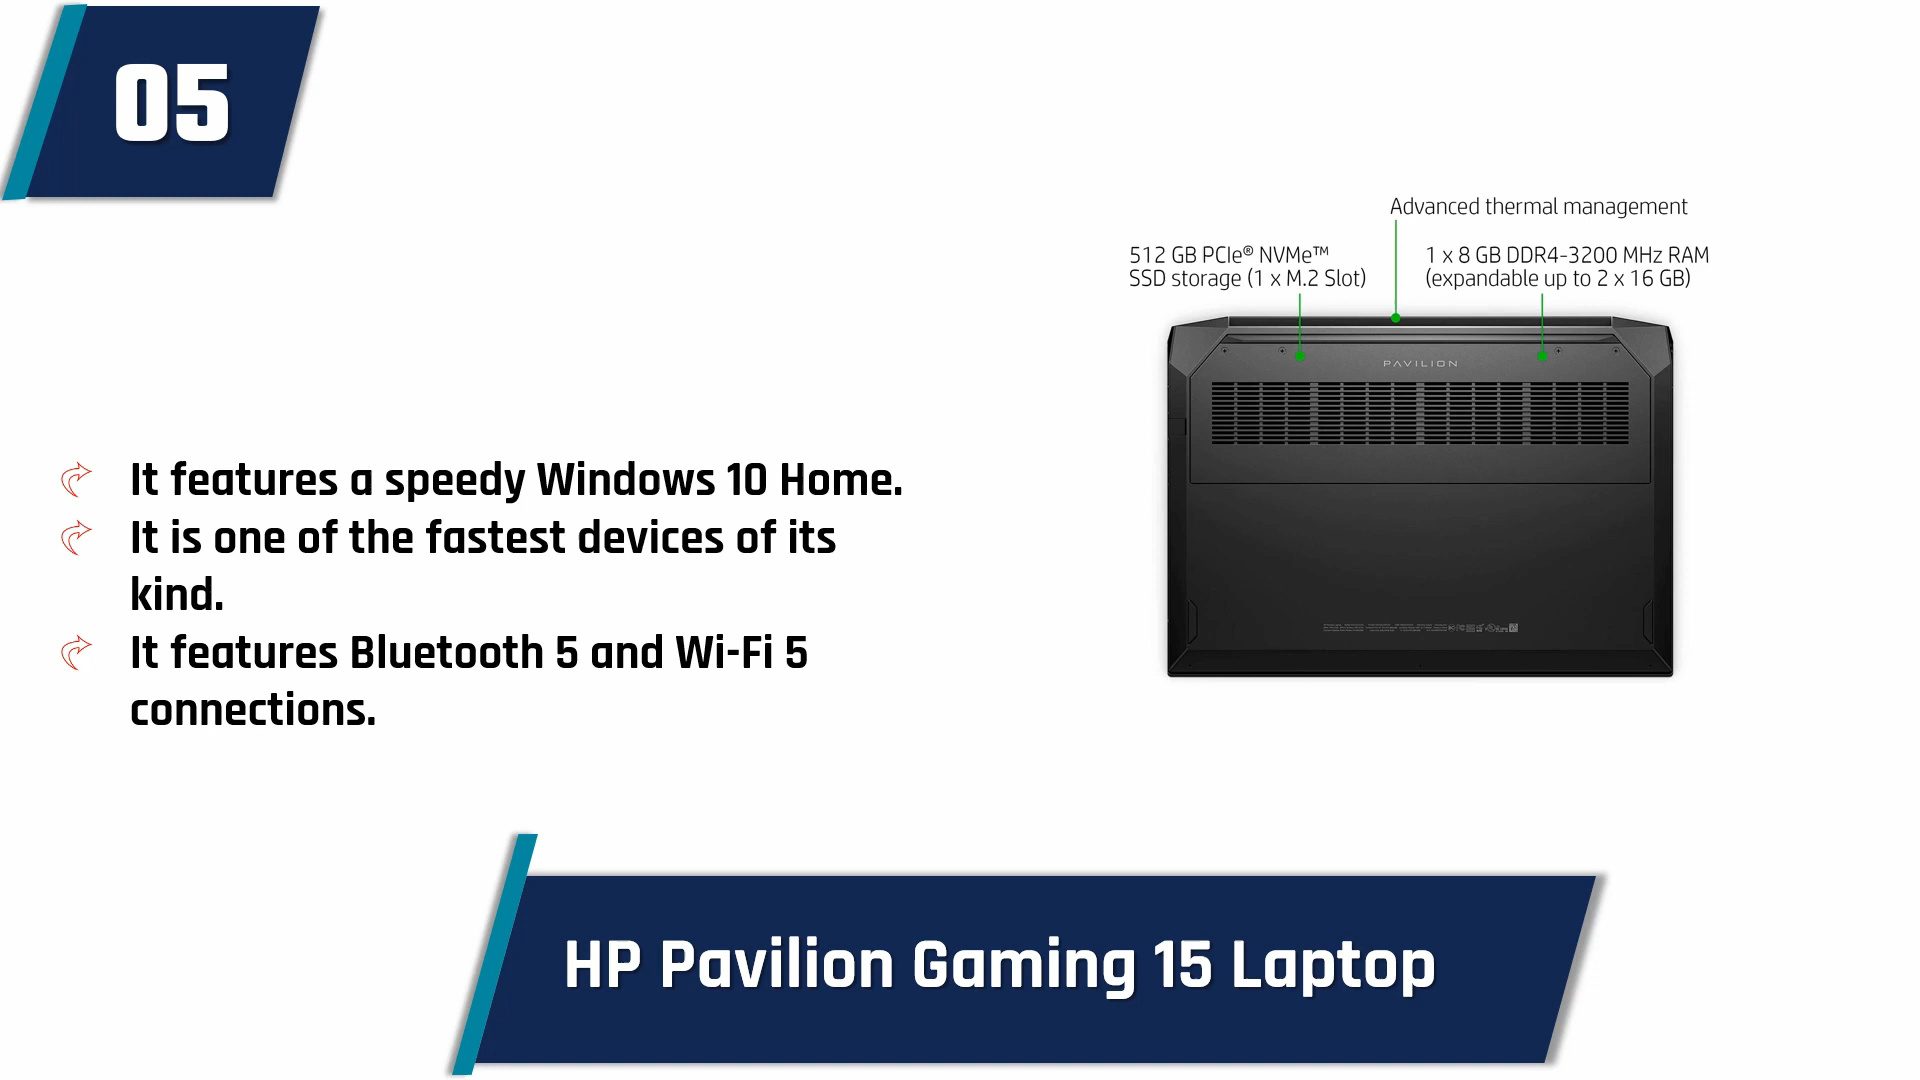 05
Advanced thermal management
512 GB PCIe® NVMe™
SSD storage (1 x M.2 Slot)
1 x 8 GB DDR4-3200 MHz RAM
(expandable up to 2 x 16 GB)
PAVILION
It features a speedy Windows 10 Home.
It is one of the fastest devices of its
kind.
It features Bluetooth 5 and Wi-Fi 5
connections.
HP Pavilion Gaming 15 Laptop